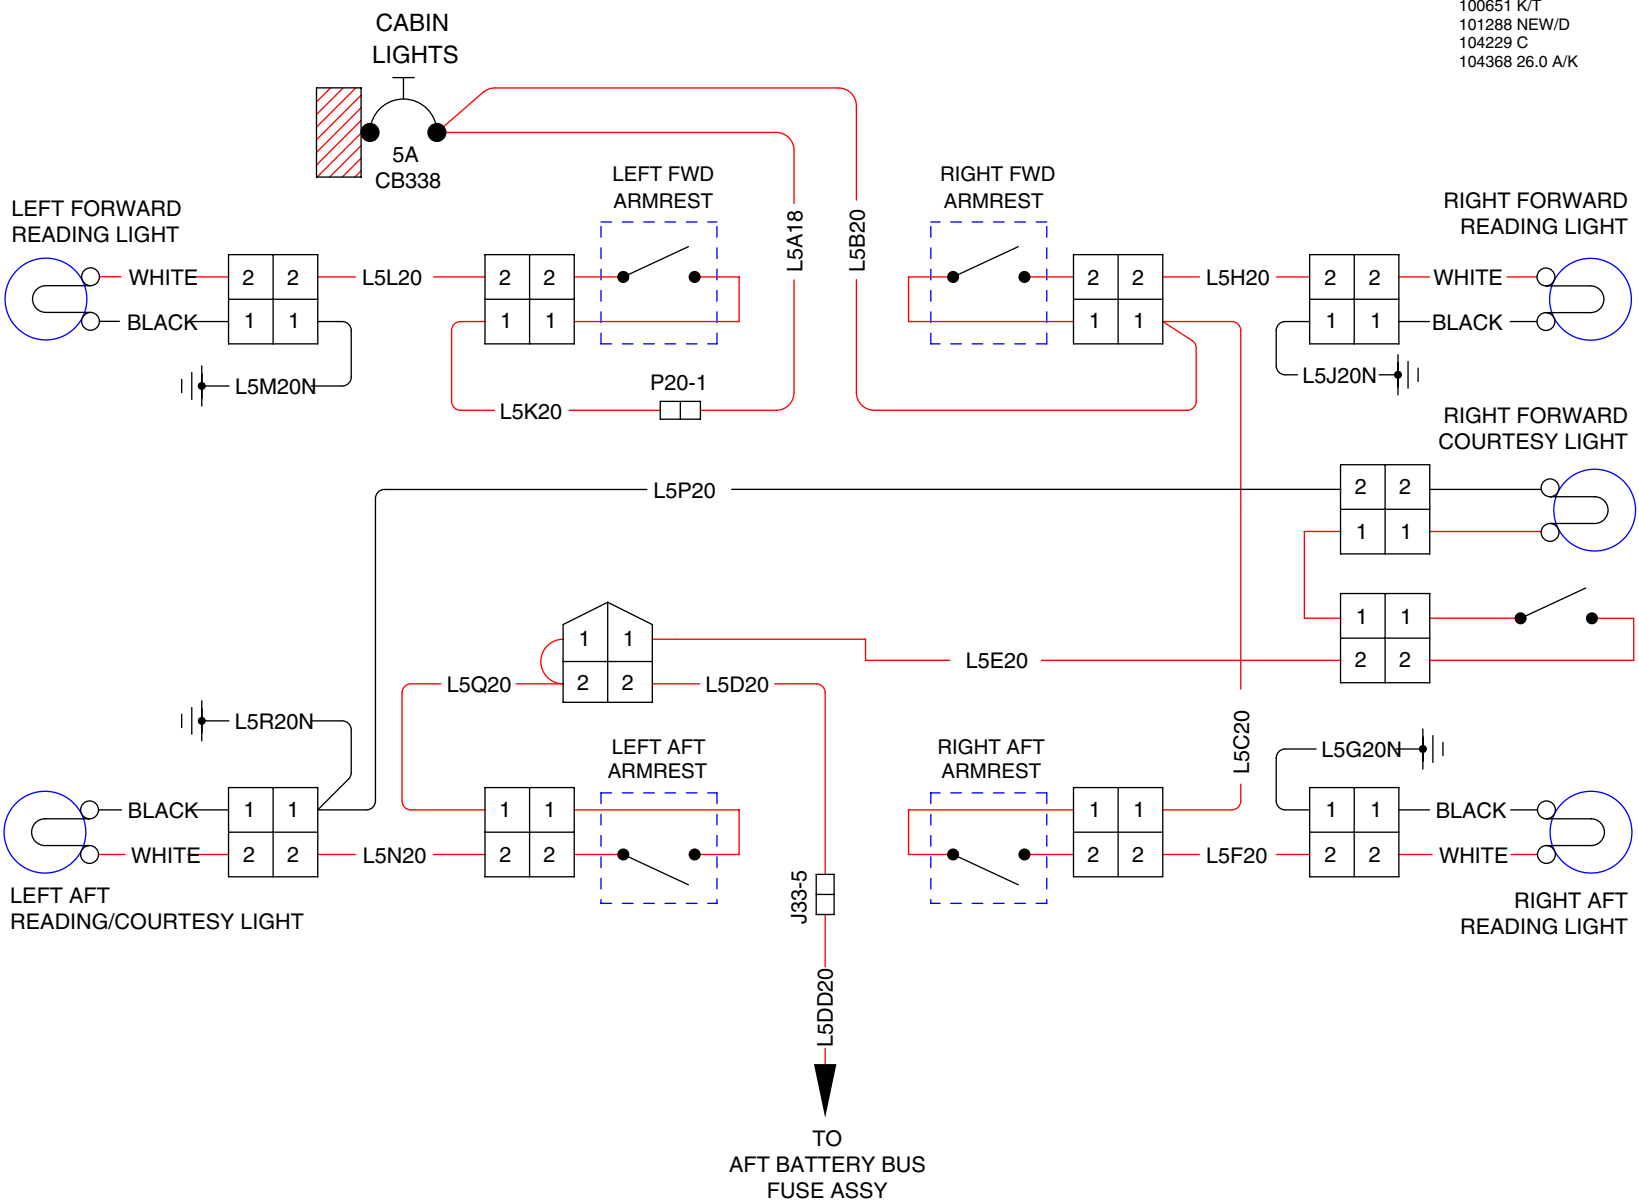 100651 K/T
101288 NEW/D
104229 C
104368 26.0 A/K
CABIN
LIGHTS
5A
CB338
LEFT FWD
ARMREST
RIGHT FWD
ARMREST
LEFT FORWARD
READING LIGHT
RIGHT FORWARD
READING LIGHT
L5A18
L5B20
WHITE 2 2 L5L20 2 2
BLACK 1 1 1 1
2 2 L5H20 2 2 WHITE
1 1 1 1 BLACK
L5M20N
L5K20
P20-1
L5J20N
RIGHT FORWARD
COURTESY LIGHT
L5P20
2 2
1 1
1 1
2 2
1 1
2 2
L5E20
L5Q20
L5D20
L5R20N
L5C20
L5G20N
LEFT AFT
ARMREST
RIGHT AFT
ARMREST
BLACK 1 1 1 1
WHITE 2 2 L5N20 2 2
1 1 1 1 BLACK
2 2 L5F20 2 2 WHITE
LEFT AFT
READING/COURTESY LIGHT
J33-5
RIGHT AFT
READING LIGHT
L5DD20
TO
AFT BATTERY BUS
FUSE ASSY